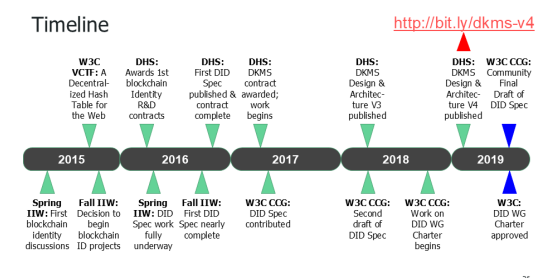 Timeline
http://bit.ly/dkms-v4
W3C
VCTF: A
Decentral-
ized Hash
Table for
the Web
DHS:
Awards 1st
blockchain
Identity
R&D
contracts
DHS:
First DID
Spec
published &
contract
complete
DHS:
DKMS
contract
awarded;
work
begins
DHS:
DKMS
Design &
Architec-
ture V3
published
DHS:
DKMS
Design &
Architec-
ture V4
published
W3C CCG:
Community
Final
Draft of
DID Spec
2015
2016
2017
2018
2019
Spring
IIW: First
blockchain
identity
discussions
Fall IIW:
Decision to
begin
blockchain
ID projects
Spring
IIW: DID
Spec work
fully
underway
Fall IIW:
First DID
Spec nearly
complete
W3C CCG:
DID Spec
contributed
W3C CCG:
Second
draft of
DID Spec
W3C CCG:
Work on
DID WG
Charter
begins
W3C:
DID WG
Charter
approved